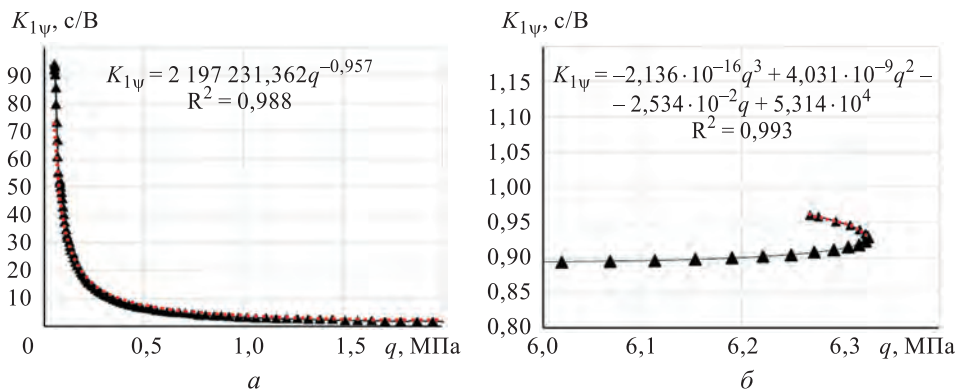 K₁ψ, с/В
90
80
70
60
50
40
30
20
10
0
0,5
1,0
1,5
q, МПа
K₁ψ = 2 197 231,362q⁻⁰,⁹⁵⁷
R² = 0,988
а
K₁ψ, с/В
1,15
1,10
1,05
1,00
0,95
0,90
0,85
0,80
6,0
6,1
6,2
6,3
q, МПа
K₁ψ = –2,136 · 10⁻¹⁶q³ + 4,031 · 10⁻⁹q² –
– 2,534 · 10⁻²q + 5,314 · 10⁴
R² = 0,993
б